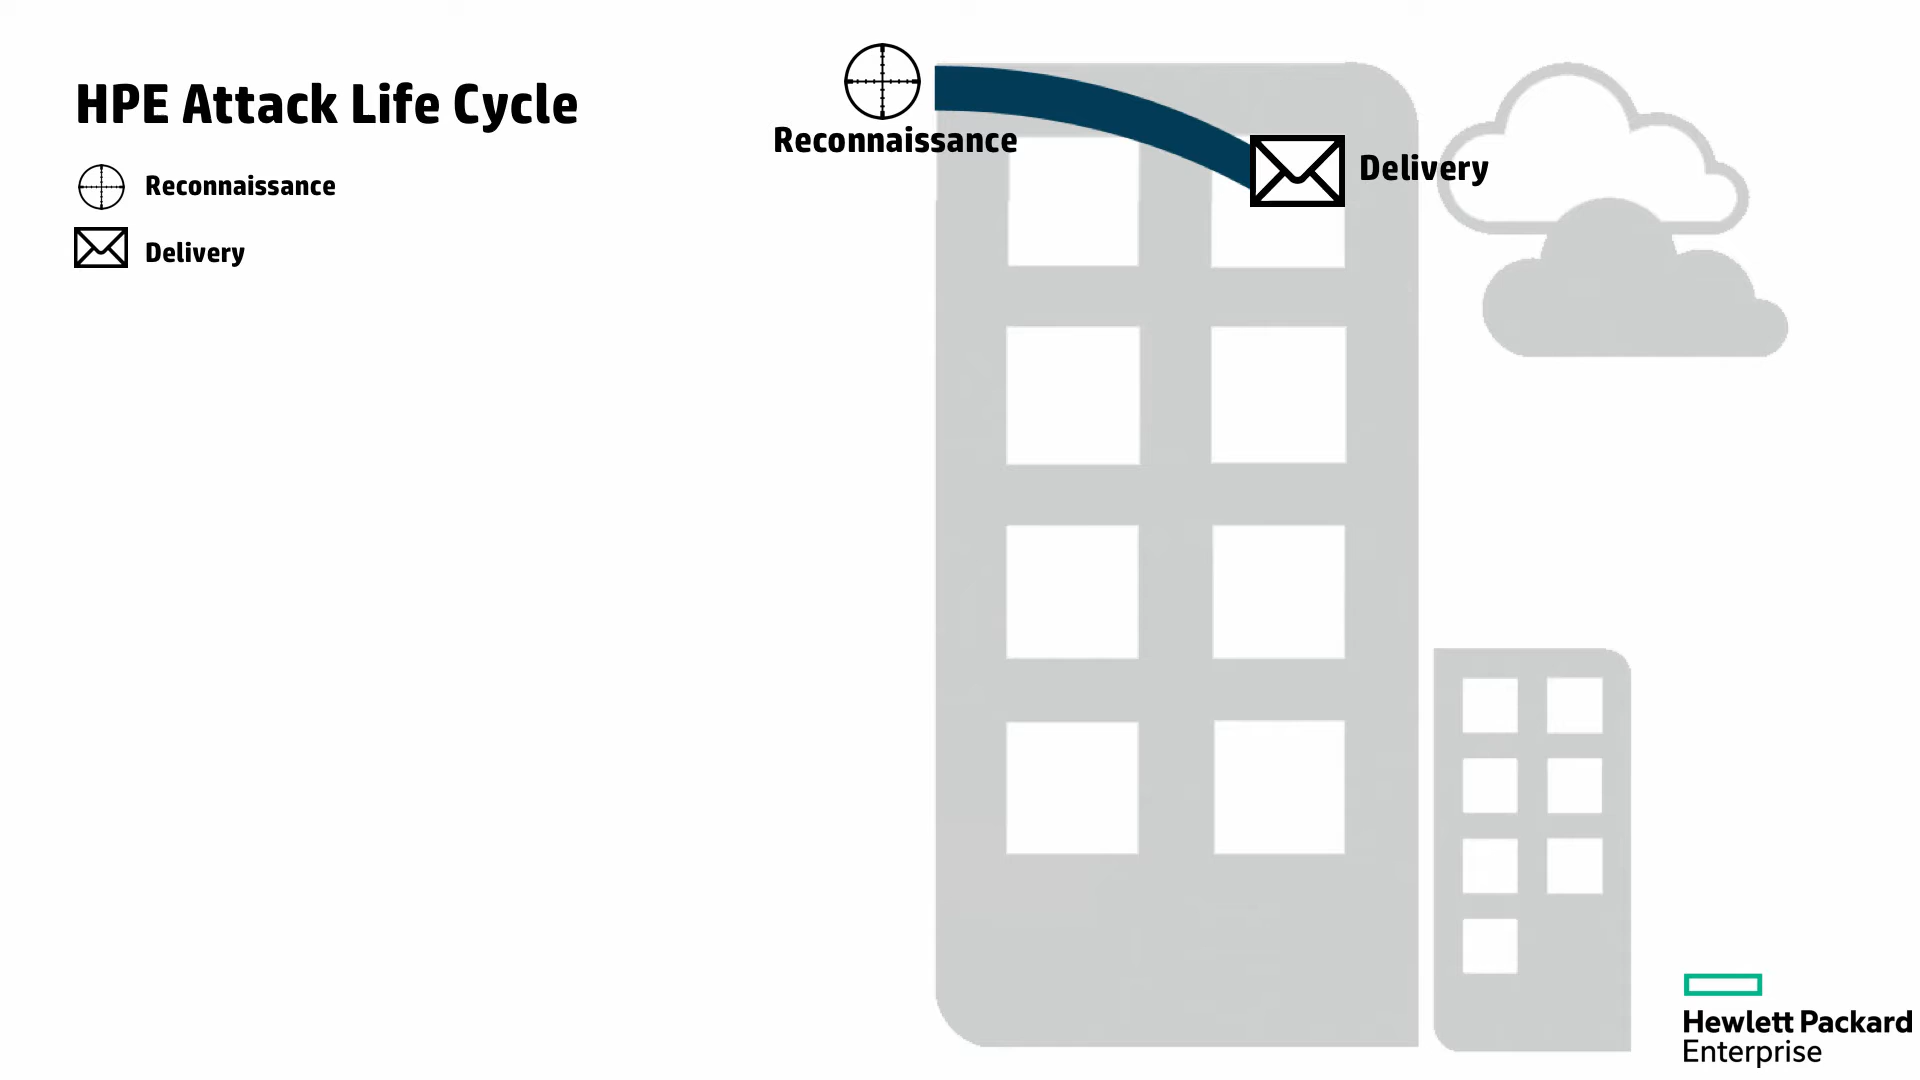 HPE Attack Life Cycle
Reconnaissance
Delivery
Reconnaissance
Delivery
Hewlett Packard
Enterprise